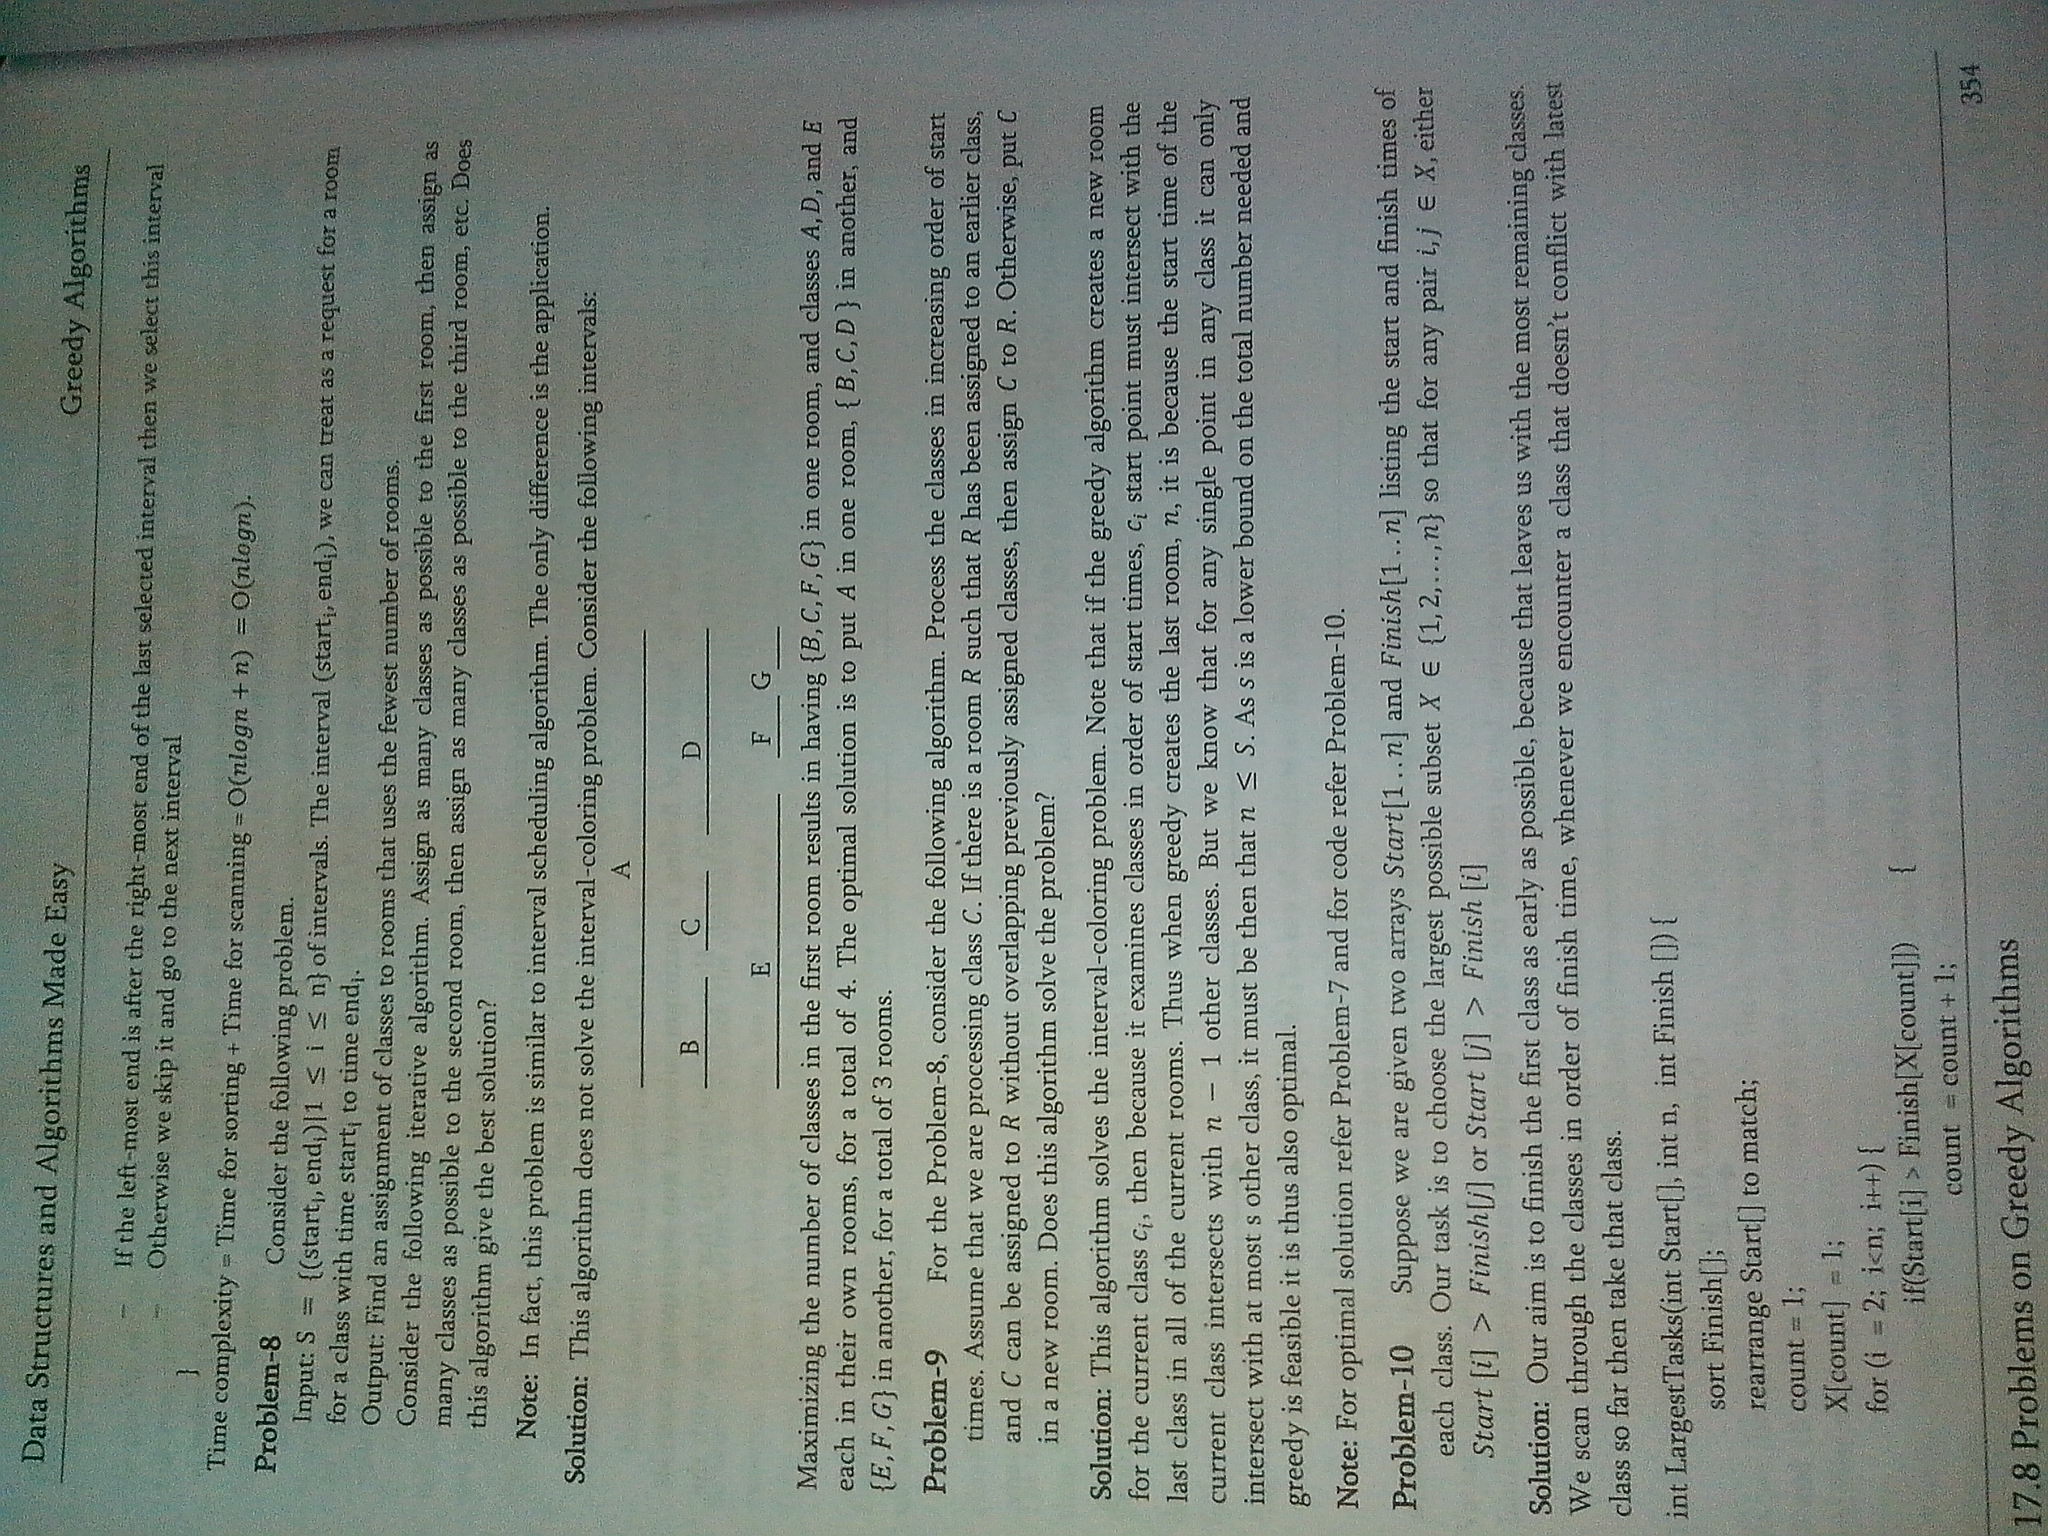 Data Structures and Algorithms Made Easy
Greedy Algorithms
– If the left-most end is after the right-most end of the last selected interval then we select this interval
– Otherwise we skip it and go to the next interval
}
Time complexity = Time for sorting + Time for scanning = O(nlogn + n) = O(nlogn).
Problem-8 Consider the following problem.
Input: S = {(startᵢ, endᵢ)|1 ≤ i ≤ n} of intervals. The interval (startᵢ, endᵢ), we can treat as a request for a room
for a class with time startᵢ to time endᵢ.
Output: Find an assignment of classes to rooms that uses the fewest number of rooms.
Consider the following iterative algorithm. Assign as many classes as possible to the first room, then assign as
many classes as possible to the second room, then assign as many classes as possible to the third room, etc. Does
this algorithm give the best solution?
Note: In fact, this problem is similar to interval scheduling algorithm. The only difference is the application.
Solution: This algorithm does not solve the interval-coloring problem. Consider the following intervals:
A
B C D
E F G
Maximizing the number of classes in the first room results in having {B, C, F, G} in one room, and classes A, D, and E
each in their own rooms, for a total of 4. The optimal solution is to put A in one room, { B, C, D } in another, and
{E, F, G} in another, for a total of 3 rooms.
Problem-9 For the Problem-8, consider the following algorithm. Process the classes in increasing order of start
times. Assume that we are processing class C. If there is a room R such that R has been assigned to an earlier class,
and C can be assigned to R without overlapping previously assigned classes, then assign C to R. Otherwise, put C
in a new room. Does this algorithm solve the problem?
Solution: This algorithm solves the interval-coloring problem. Note that if the greedy algorithm creates a new room
for the current class cᵢ, then because it examines classes in order of start times, cᵢ start point must intersect with the
last class in all of the current rooms. Thus when greedy creates the last room, n, it is because the start time of the
current class intersects with n − 1 other classes. But we know that for any single point in any class it can only
intersect with at most s other class, it must be then that n ≤ S. As s is a lower bound on the total number needed and
greedy is feasible it is thus also optimal.
Note: For optimal solution refer Problem-7 and for code refer Problem-10.
Problem-10 Suppose we are given two arrays Start[1 ..n] and Finish[1 ..n] listing the start and finish times of
each class. Our task is to choose the largest possible subset X ∈ {1, 2, ..., n} so that for any pair i, j ∈ X, either
Start [i] > Finish[j] or Start [j] > Finish [i]
Solution: Our aim is to finish the first class as early as possible, because that leaves us with the most remaining classes.
We scan through the classes in order of finish time, whenever we encounter a class that doesn't conflict with latest
class so far then take that class.
int LargestTasks(int Start[], int n, int Finish []) {
sort Finish[];
rearrange Start[] to match;
count = 1;
X[count] = 1;
for (i = 2; i<n; i++) {
if(Start[i] > Finish[X[count]]) {
count = count + 1;
17.8 Problems on Greedy Algorithms
354